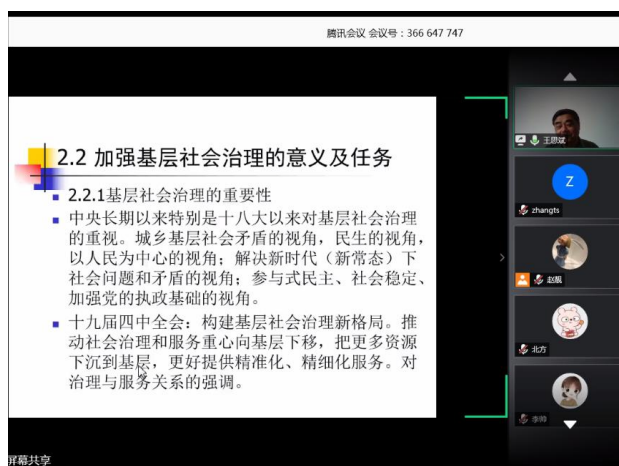 腾讯会议 会议号：366 647 747
2.2 加强基层社会治理的意义及任务
2.2.1基层社会治理的重要性
中央长期以来特别是十八大以来对基层社会治理
的重视。城乡基层社会矛盾的视角，民生的视角，
以人民为中心的视角；解决新时代（新常态）下
社会问题和矛盾的视角；参与式民主、社会稳定、
加强党的执政基础的视角。
十九届四中全会：构建基层社会治理新格局。推
动社会治理和服务重心向基层下移，把更多资源
下沉到基层，更好提供精准化、精细化服务。对
治理与服务关系的强调。
王思斌
Z
zhangts
赵靓
北方
李帅
屏幕共享